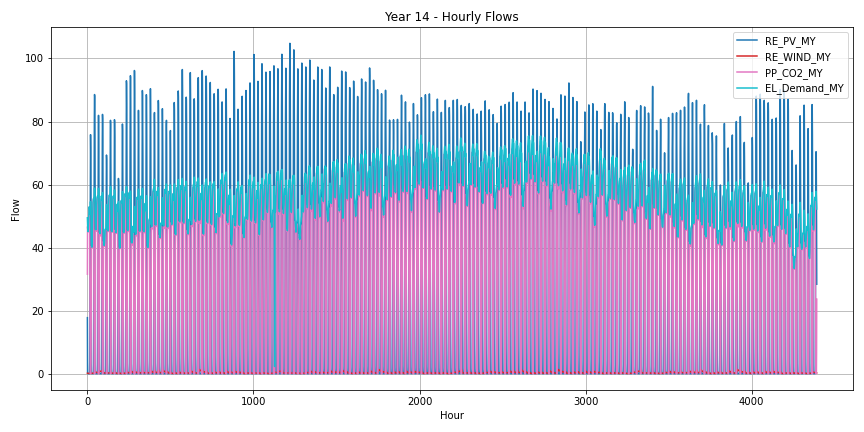 Year 14 - Hourly Flows
RE_PV_MY
RE_WIND_MY
PP_CO2_MY
EL_Demand_MY
100
80
60
40
20
0
Flow
0 1000 2000 3000 4000
Hour